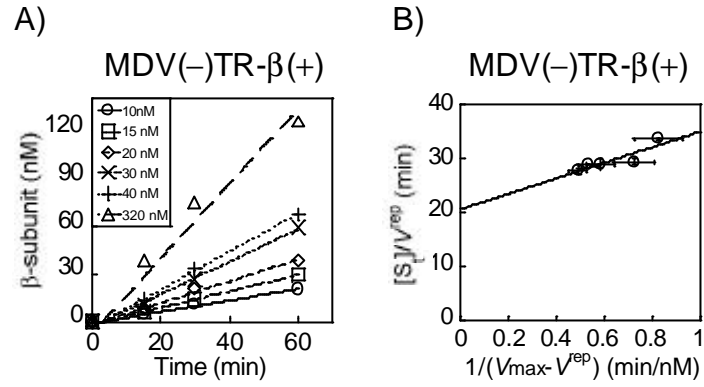 A)
MDV(−)TR-β(+)
β-subunit (nM)
120
90
60
30
0
10nM
15 nM
20 nM
30 nM
40 nM
320 nM
0
30
60
Time (min)
B)
MDV(−)TR-β(+)
[St]/V^rep (min)
40
30
20
10
0
0
0.2
0.4
0.6
0.8
1
1/(Vmax-V^rep) (min/nM)